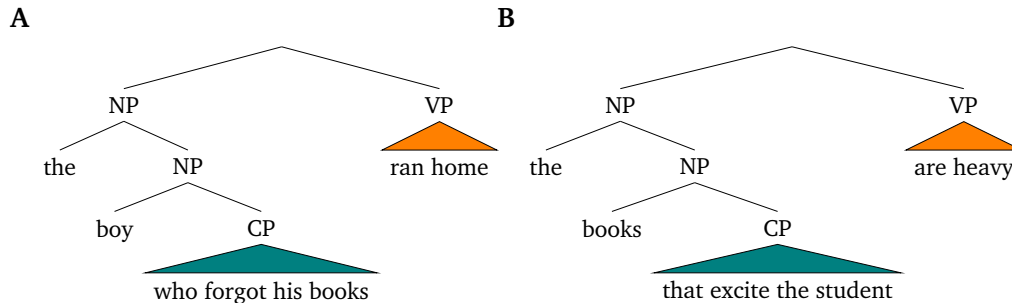 A
B
NP
VP
NP
VP
the
NP
ran home
the
NP
are heavy
boy
CP
books
CP
who forgot his books
that excite the student